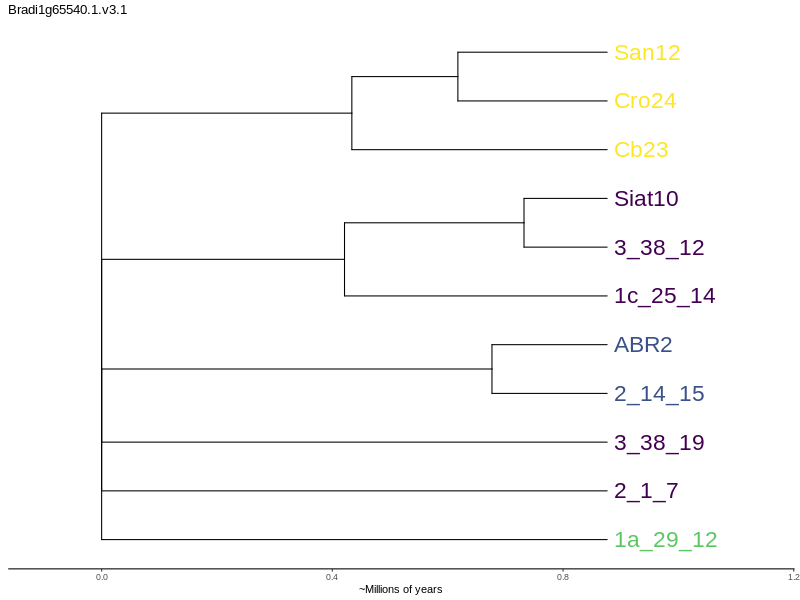 Bradi1g65540.1.v3.1
San12
Cro24
Cb23
Siat10
3_38_12
1c_25_14
ABR2
2_14_15
3_38_19
2_1_7
1a_29_12
0.0 0.4 0.8 1.2
~Millions of years